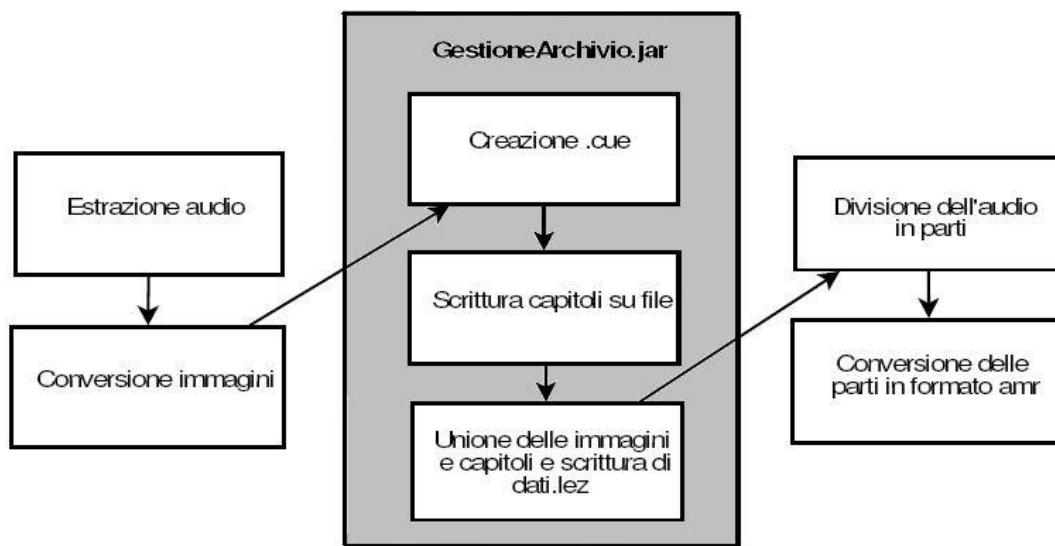 Estrazione audio
Conversione immagini
GestioneArchivio.jar
Creazione .cue
Scrittura capitoli su file
Unione delle immagini
e capitoli e scrittura di
dati.lez
Divisione dell'audio
in parti
Conversione delle
parti in formato amr